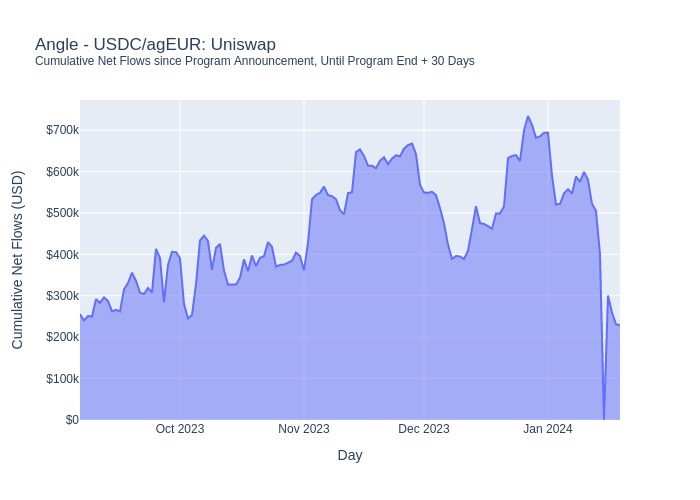 Angle - USDC/agEUR: Uniswap
Cumulative Net Flows since Program Announcement, Until Program End + 30 Days
Cumulative Net Flows (USD)
$700k
$600k
$500k
$400k
$300k
$200k
$100k
$0
Oct 2023
Nov 2023
Dec 2023
Jan 2024
Day